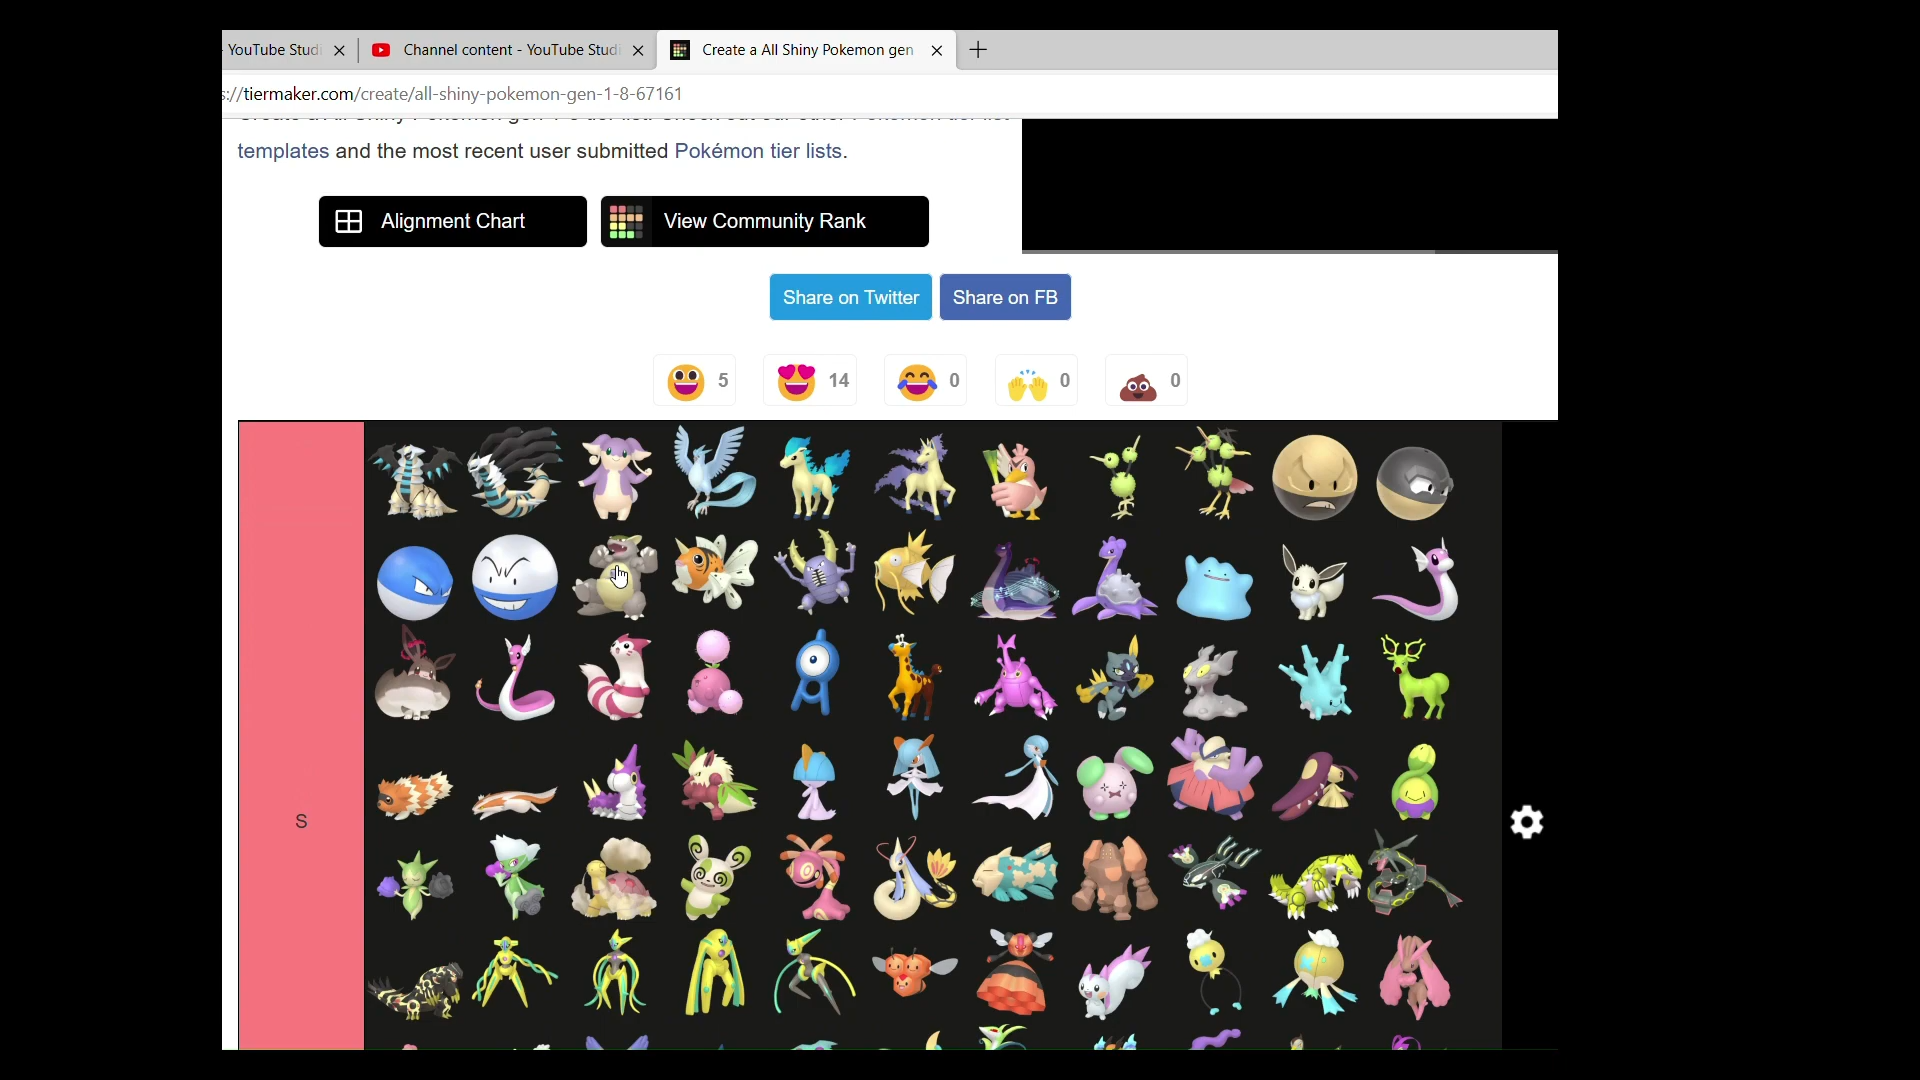 YouTube Studi
Channel content - YouTube Studi
Create a All Shiny Pokemon gen
://tiermaker.com/create/all-shiny-pokemon-gen-1-8-67161
templates and the most recent user submitted Pokémon tier lists.
Alignment Chart
View Community Rank
Share on Twitter
Share on FB
5
14
0
0
0
S